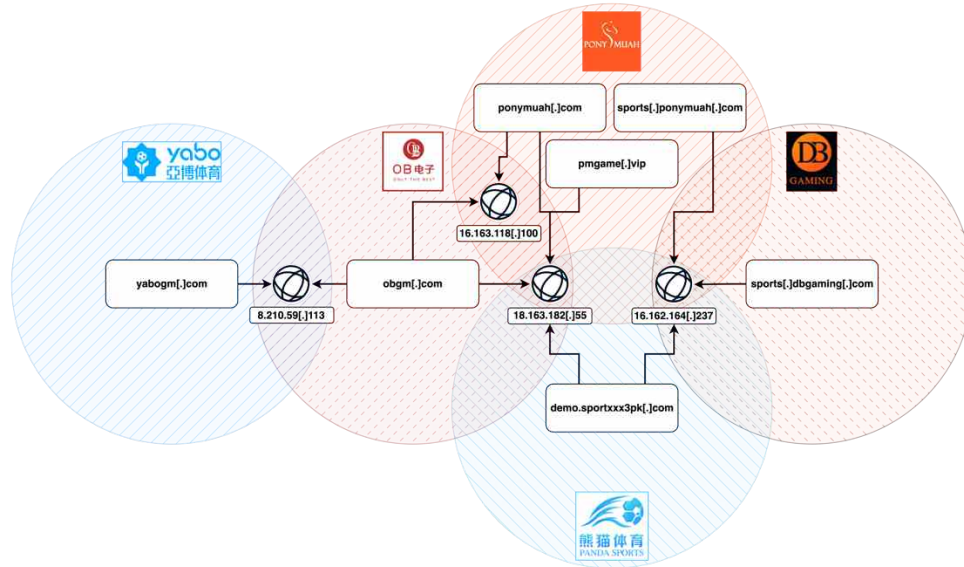 PONY MUAH
ponymuah[.]com
sports[.]ponymuah[.]com
yabo
亞博体育
OB
OB电子
ONLY THE BEST
pmgame[.]vip
DB
GAMING
16.163.118[.]100
yabogm[.]com
obgm[.]com
sports[.]dbgaming[.]com
8.210.59[.]113
18.163.182[.]55
16.162.164[.]237
demo.sportxxx3pk[.]com
熊猫体育
PANDA SPORTS